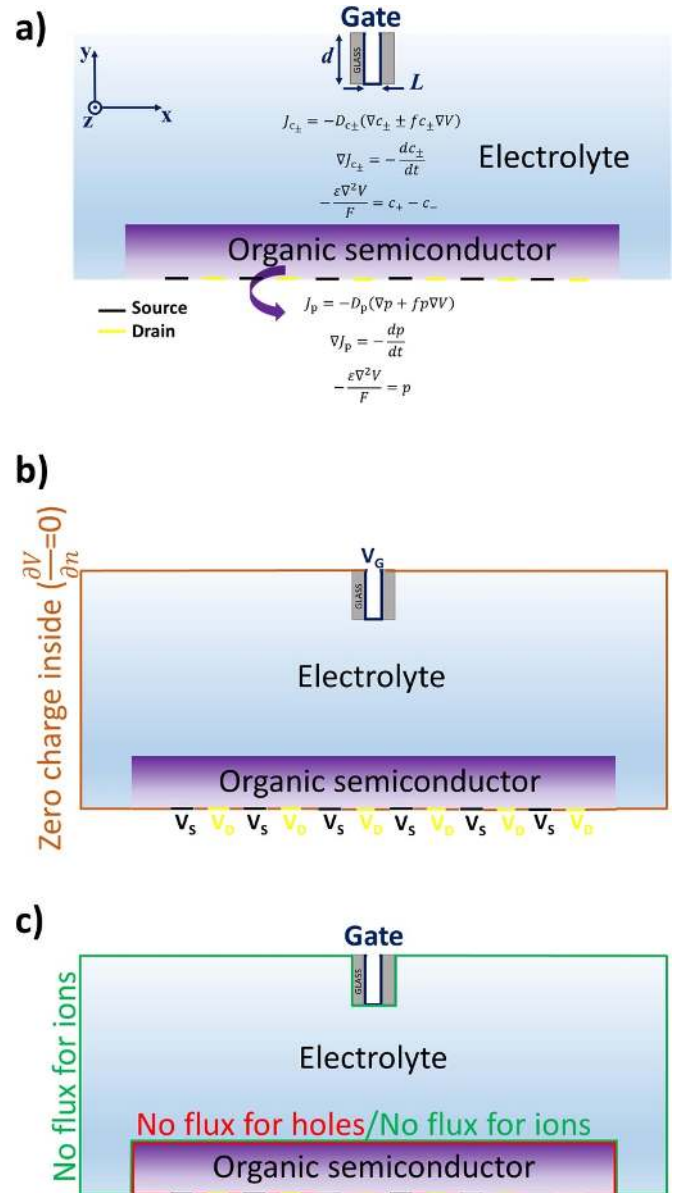 a)
Gate
y
x
z
d
GLASS
L
J_{c_±} = −D_{c±}(∇c_± ± fc_±∇V)
∇J_{c_±} = −dc_±/dt
Electrolyte
−ε∇²V/F = c_+ − c_−
Organic semiconductor
Source
Drain
J_p = −D_p(∇p + fp∇V)
∇J_p = −dp/dt
−ε∇²V/F = p
b)
Zero charge inside (∂V/∂n=0)
V_G
GLASS
Electrolyte
Organic semiconductor
V_S V_D V_S V_D V_S V_D V_S V_D V_S V_D V_S V_D
c)
Gate
GLASS
No flux for ions
Electrolyte
No flux for holes/No flux for ions
Organic semiconductor